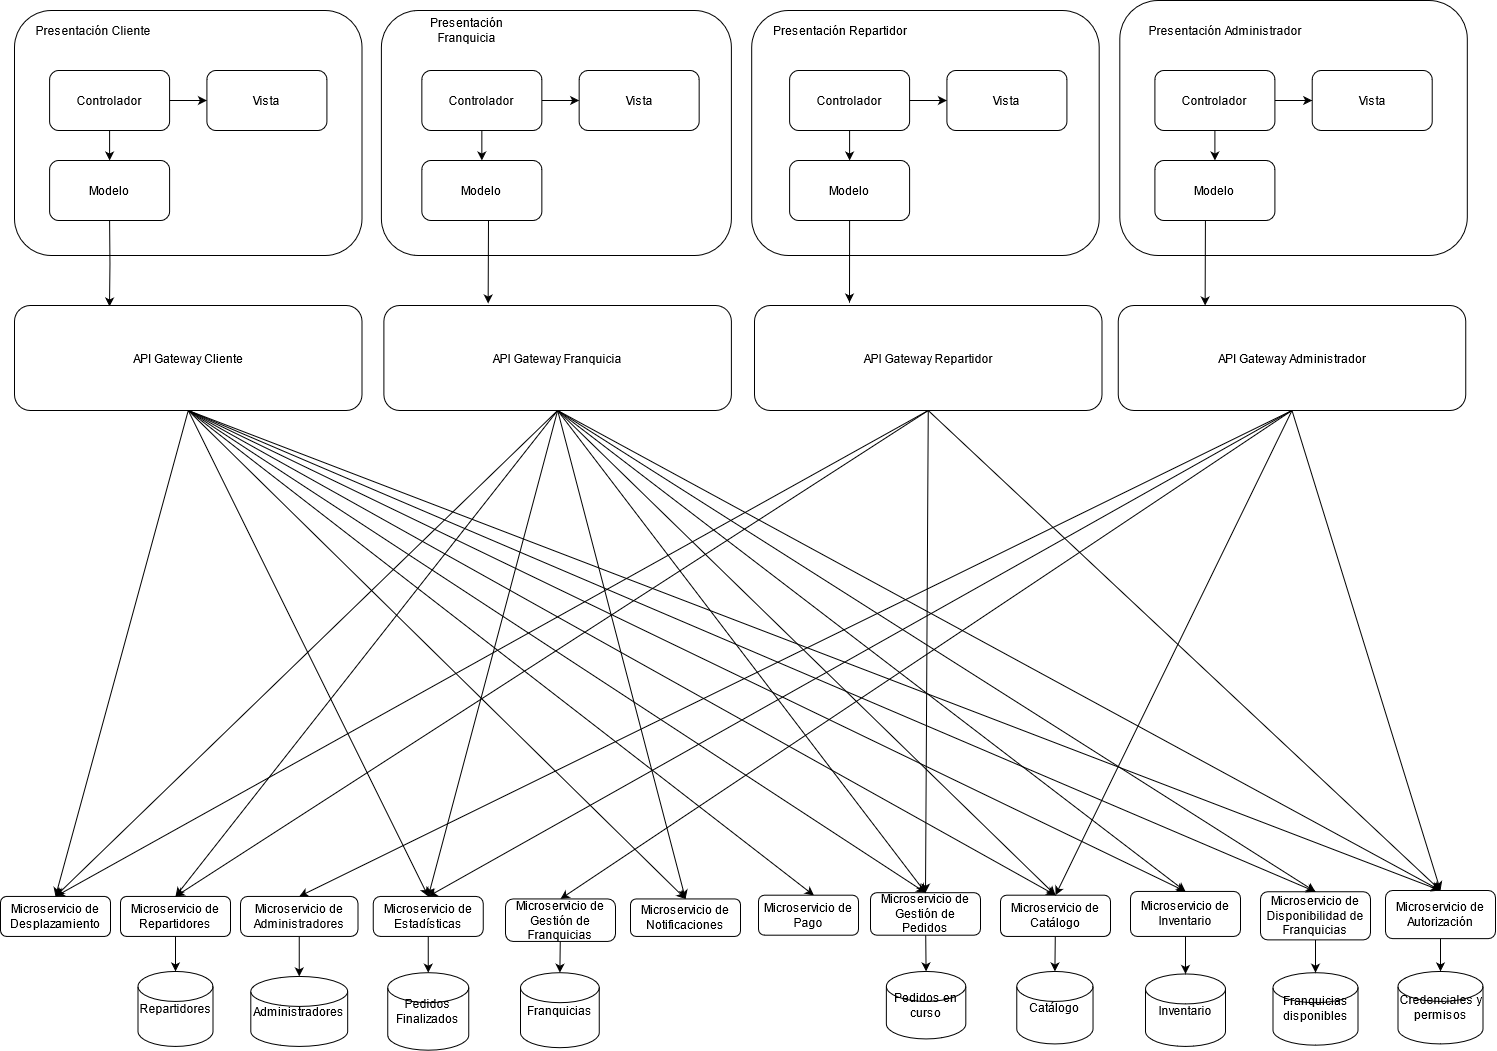 Presentación Cliente
Controlador
Vista
Modelo
Presentación
Franquicia
Controlador
Vista
Modelo
Presentación Repartidor
Controlador
Vista
Modelo
Presentación Administrador
Controlador
Vista
Modelo
API Gateway Cliente
API Gateway Franquicia
API Gateway Repartidor
API Gateway Administrador
Microservicio de
Desplazamiento
Microservicio de
Repartidores
Microservicio de
Administradores
Microservicio de
Estadísticas
Microservicio de
Gestión de
Franquicias
Microservicio de
Notificaciones
Microservicio de
Pago
Microservicio de
Gestión de
Pedidos
Microservicio de
Catálogo
Microservicio de
Inventario
Microservicio de
Disponibilidad de
Franquicias
Microservicio de
Autorización
Repartidores
Administradores
Pedidos
Finalizados
Franquicias
Pedidos en
curso
Catálogo
Inventario
Franquicias
disponibles
Credenciales y
permisos